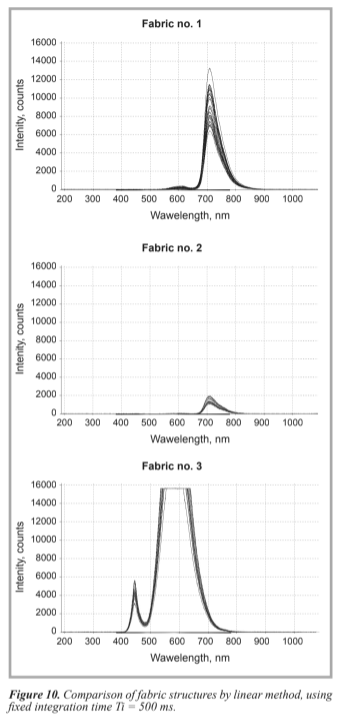 Fabric no. 1
Intenity, counts
16000
14000
12000
10000
8000
6000
4000
2000
0
200 300 400 500 600 700 800 900 1000
Wavelength, nm
Fabric no. 2
Intenity, counts
16000
14000
12000
10000
8000
6000
4000
2000
0
200 300 400 500 600 700 800 900 1000
Wavelength, nm
Fabric no. 3
Intenity, counts
16000
14000
12000
10000
8000
6000
4000
2000
0
200 300 400 500 600 700 800 900 1000
Wavelength, nm
Figure 10. Comparison of fabric structures by linear method, using
fixed integration time Ti = 500 ms.